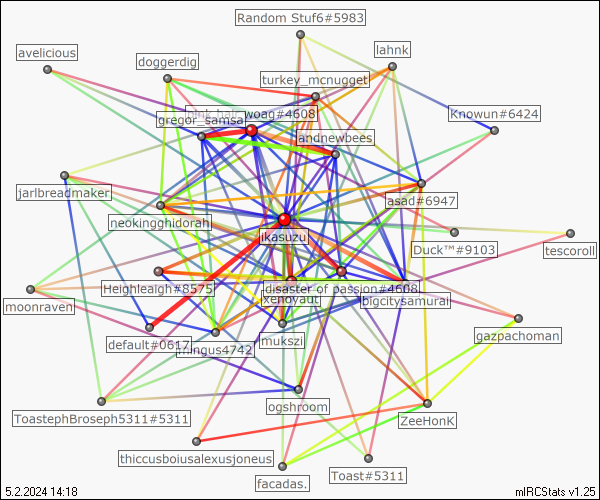 Random Stuf6#5983
avelicious
lahnk
doggerdig
turkey_mcnugget
woag#4608
Knowun#6424
gregor_samsa
andnewbees
jarlbreadmaker
asad#6947
neokingghidorah
ikasuzu
Duck™#9103
tescoroll
Heighleaigh#8575
disaster of passion#4608
moonraven
xenoyaut
bigcitysamurai
default#0617
mingus4742
mukszi
gazpachoman
ogshroom
ToastephBroseph5311#5311
ZeeHonK
thiccusboiusalexusjoneus
facadas.
Toast#5311
5.2.2024 14:18
mIRCStats v1.25